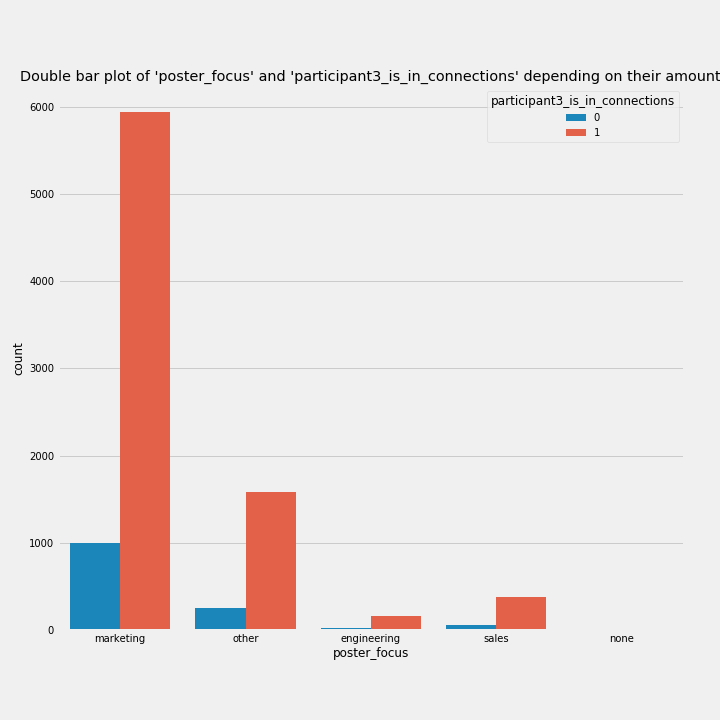 Double bar plot of 'poster_focus' and 'participant3_is_in_connections' depending on their amount
participant3_is_in_connections
0
1
6000
5000
4000
3000
2000
1000
0
count
marketing other engineering sales none
poster_focus